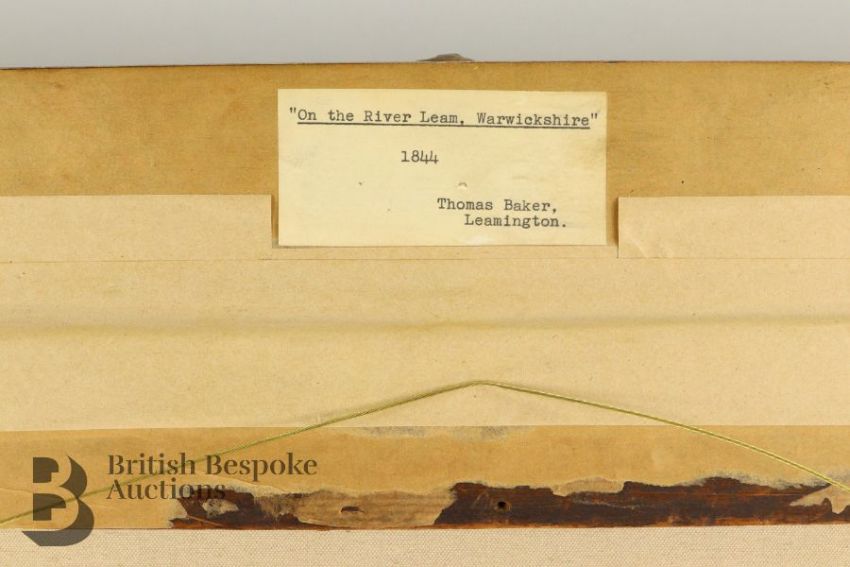 "On the River Leam, Warwickshire"
1844
Thomas Baker,
Leamington.
British Bespoke
Auctions